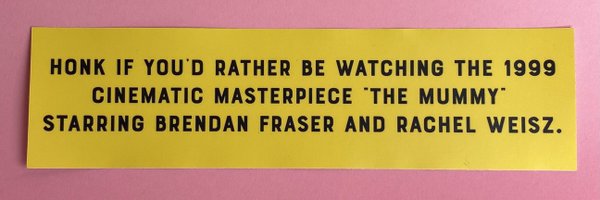 HONK IF YOU'D RATHER BE WATCHING THE 1999
CINEMATIC MASTERPIECE "THE MUMMY"
STARRING BRENDAN FRASER AND RACHEL WEISZ.